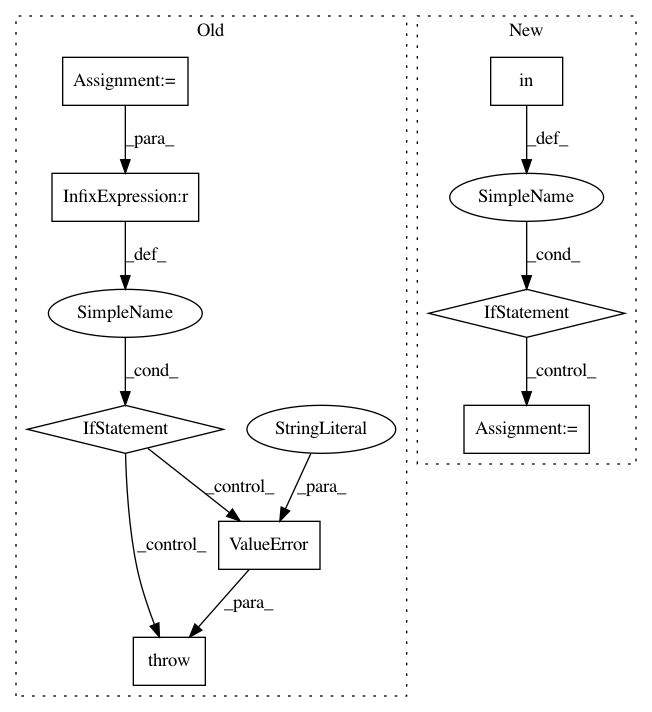 Old
New
Assignment:=
in
_para_
_def_
InfixExpression:r
SimpleName
_def_
_cond_
SimpleName
IfStatement
_cond_
_control_
IfStatement
StringLiteral
Assignment:=
_control_
_para_
_control_
ValueError
_para_
throw